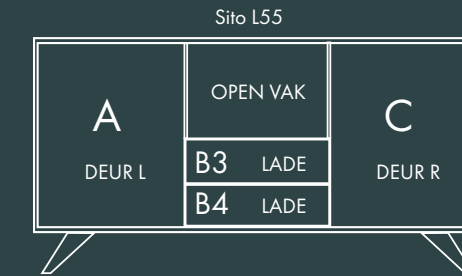 Sito L55
A
DEUR L
OPEN VAK
B3 LADE
B4 LADE
C
DEUR R